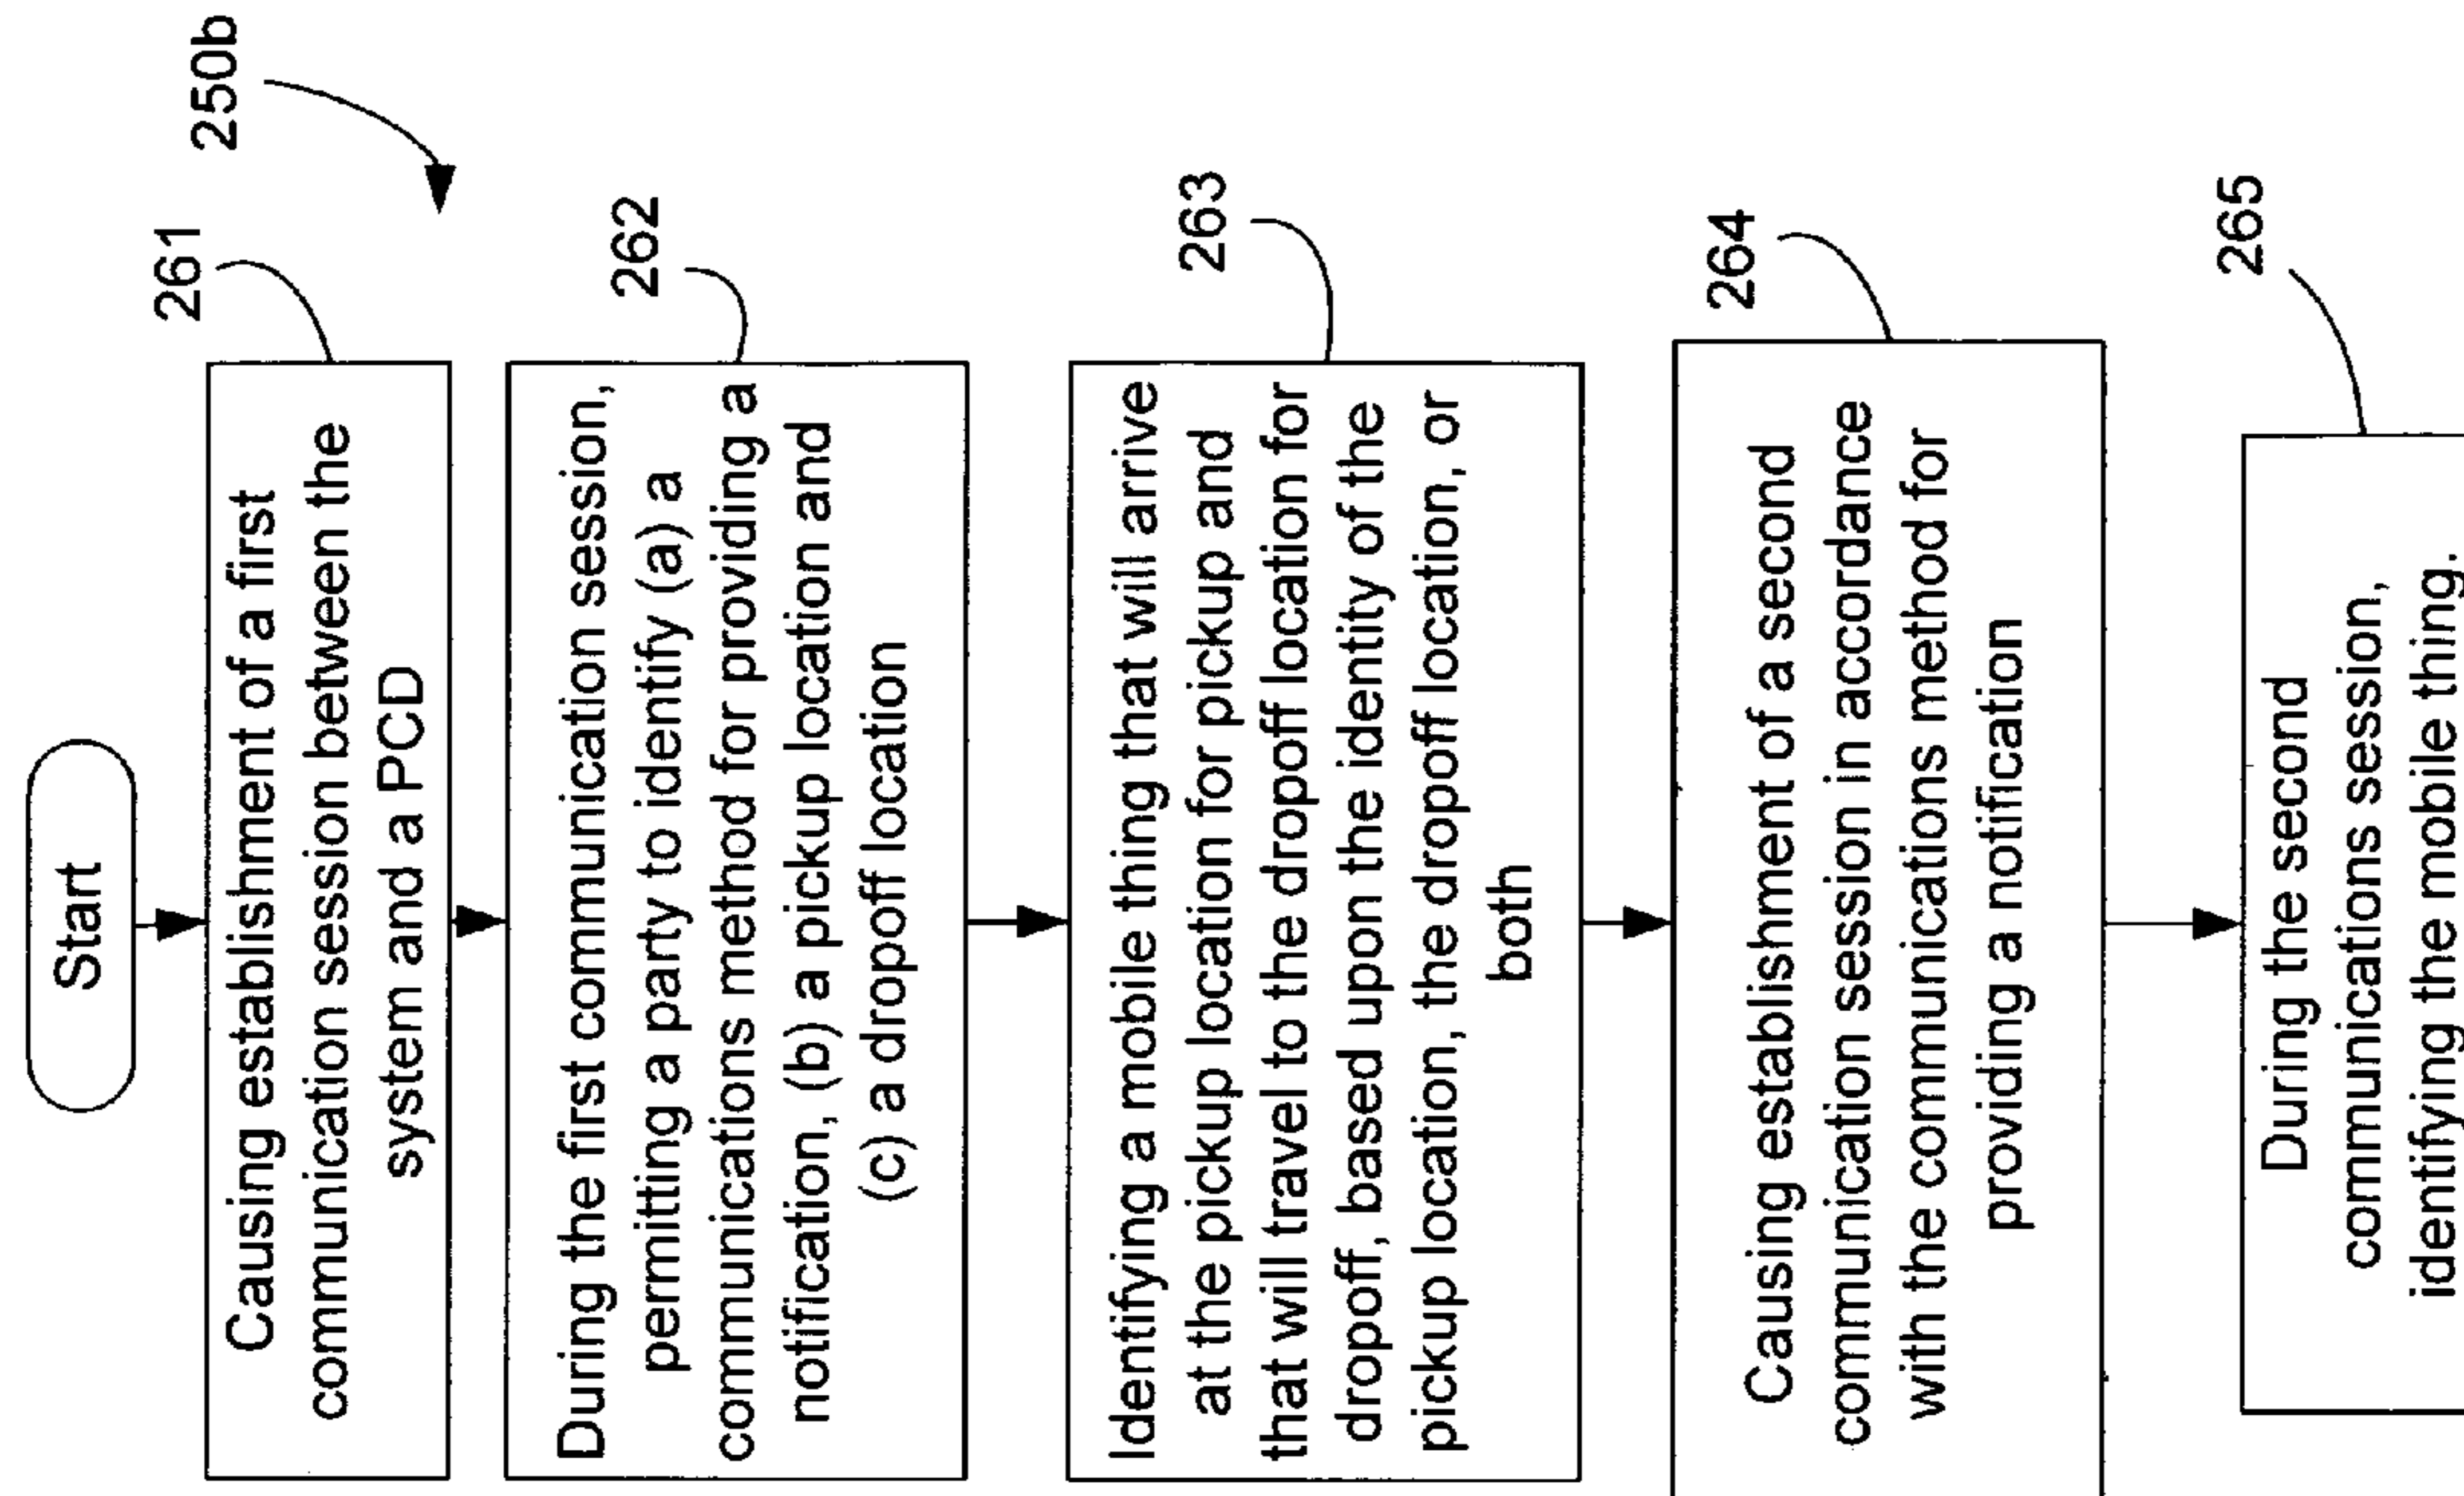 250b
Start
261
Causing establishment of a first
communication session between the
system and a PCD
262
During the first communication session,
permitting a party to identify (a) a
communications method for providing a
notification, (b) a pickup location and
(c) a dropoff location
263
Identifying a mobile thing that will arrive
at the pickup location for pickup and
that will travel to the dropoff location for
dropoff, based upon the identity of the
pickup location, the dropoff location, or
both
264
Causing establishment of a second
communication session in accordance
with the communications method for
providing a notification
265
During the second
communications session,
identifying the mobile thing.